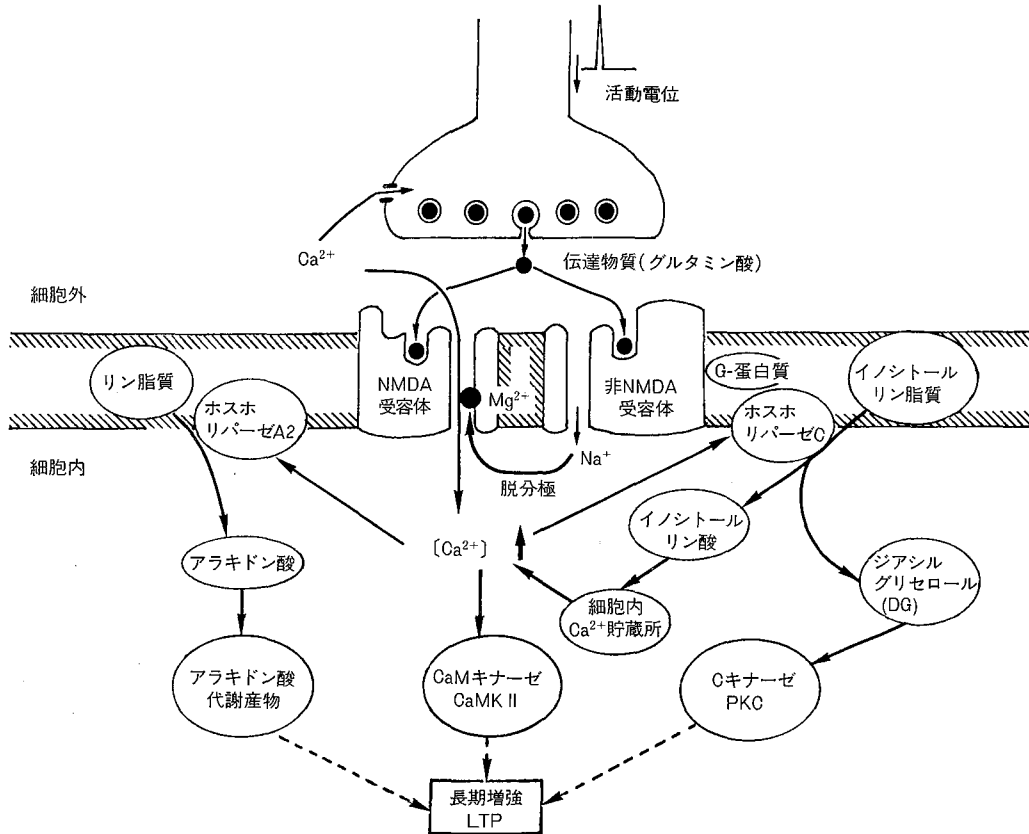 活動電位
Ca²⁺
伝達物質(グルタミン酸)
細胞外
リン脂質
ホスホ
リパーゼA2
NMDA
受容体
Mg²⁺
非NMDA
受容体
G-蛋白質
ホスホ
リパーゼC
イノシトール
リン脂質
細胞内
Na⁺
脱分極
〔Ca²⁺〕
イノシトール
リン酸
アラキドン酸
細胞内
Ca²⁺貯蔵所
ジアシル
グリセロール
(DG)
アラキドン酸
代謝産物
CaMキナーゼ
CaMKⅡ
Cキナーゼ
PKC
長期増強
LTP